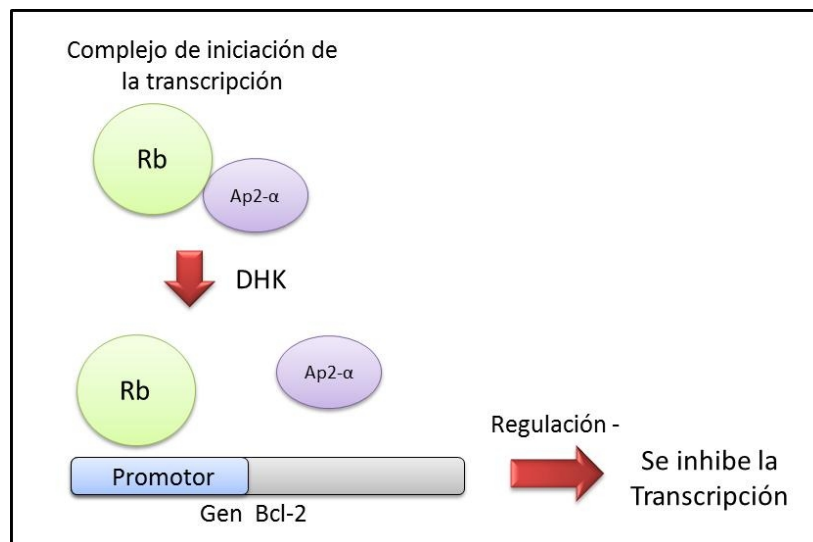 Complejo de iniciación de
la transcripción
Rb
Ap2-α
DHK
Rb
Ap2-α
Promotor
Gen Bcl-2
Regulación -
Se inhibe la
Transcripción